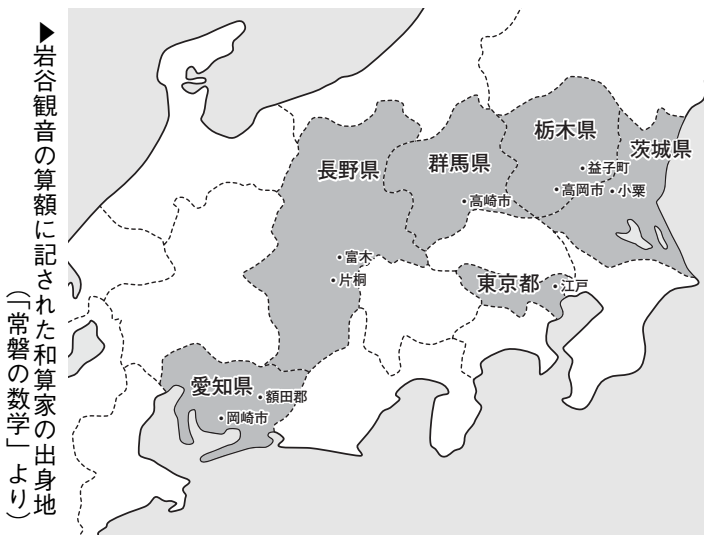 ▶岩谷観音の算額に記された和算家の出身地
(「常磐の数学」より)
栃木県
茨城県
長野県
群馬県
・益子町
・高岡市
・小栗
・高崎市
・富木
・片桐
東京都
・江戸
愛知県
・額田郡
・岡崎市